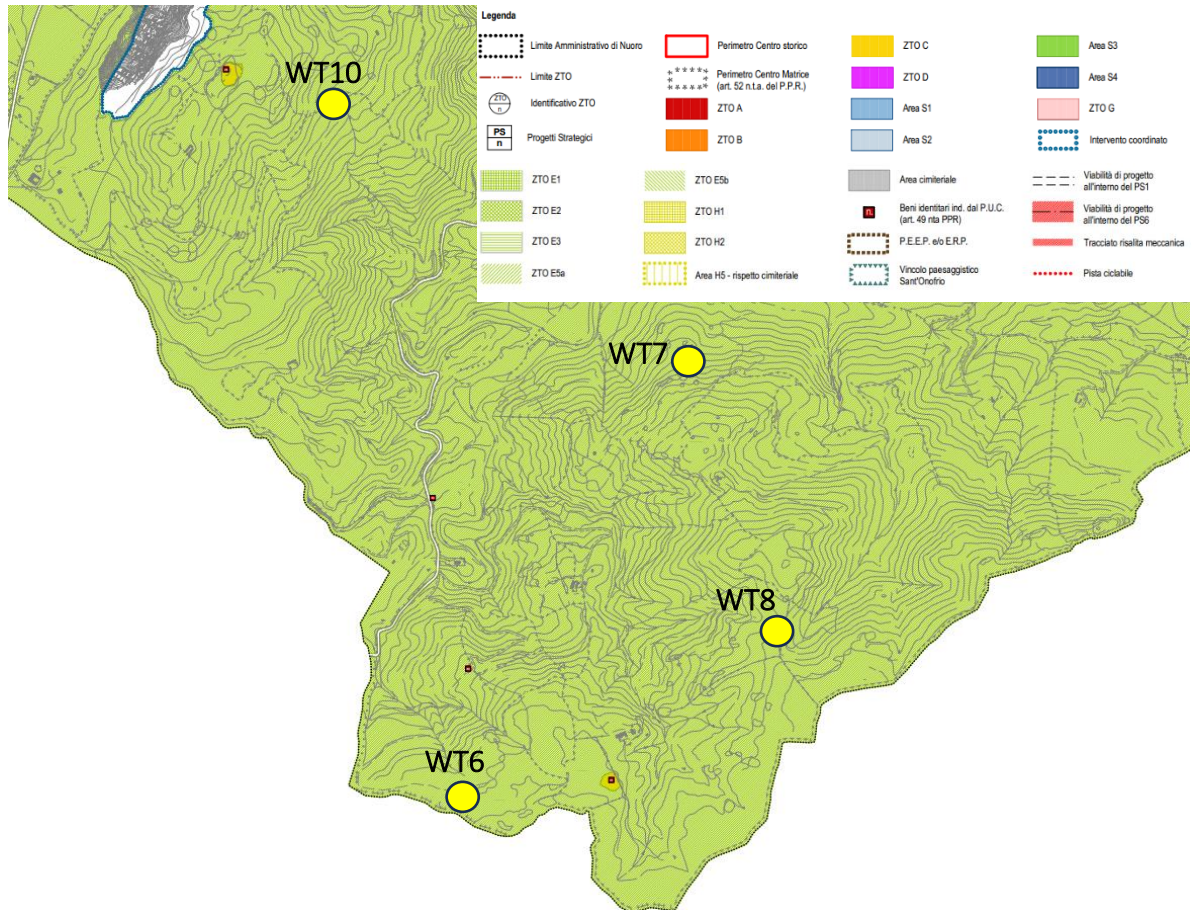 Legenda
Limite Amministrativo di Nuoro
Perimetro Centro storico
ZTO C
Area S3
Limite ZTO
Perimetro Centro Matrice
(art. 52 n.t.a. del P.P.R.)
ZTO D
Area S4
ZTO
n
Identificativo ZTO
ZTO A
Area S1
ZTO G
PS
n
Progetti Strategici
ZTO B
Area S2
Intervento coordinato
ZTO E1
ZTO E5b
Area cimiteriale
Viabilità di progetto
all'interno del PS1
ZTO E2
ZTO H1
n.
Beni identitari ind. dal P.U.C.
(art. 49 nta PPR)
Viabilità di progetto
all'interno del PS6
ZTO E3
ZTO H2
P.E.E.P. e/o E.R.P.
Tracciato risalita meccanica
ZTO E5a
Area H5 - rispetto cimiteriale
Vincolo paesaggistico
Sant'Onofrio
Pista ciclabile
WT10
WT7
WT8
WT6